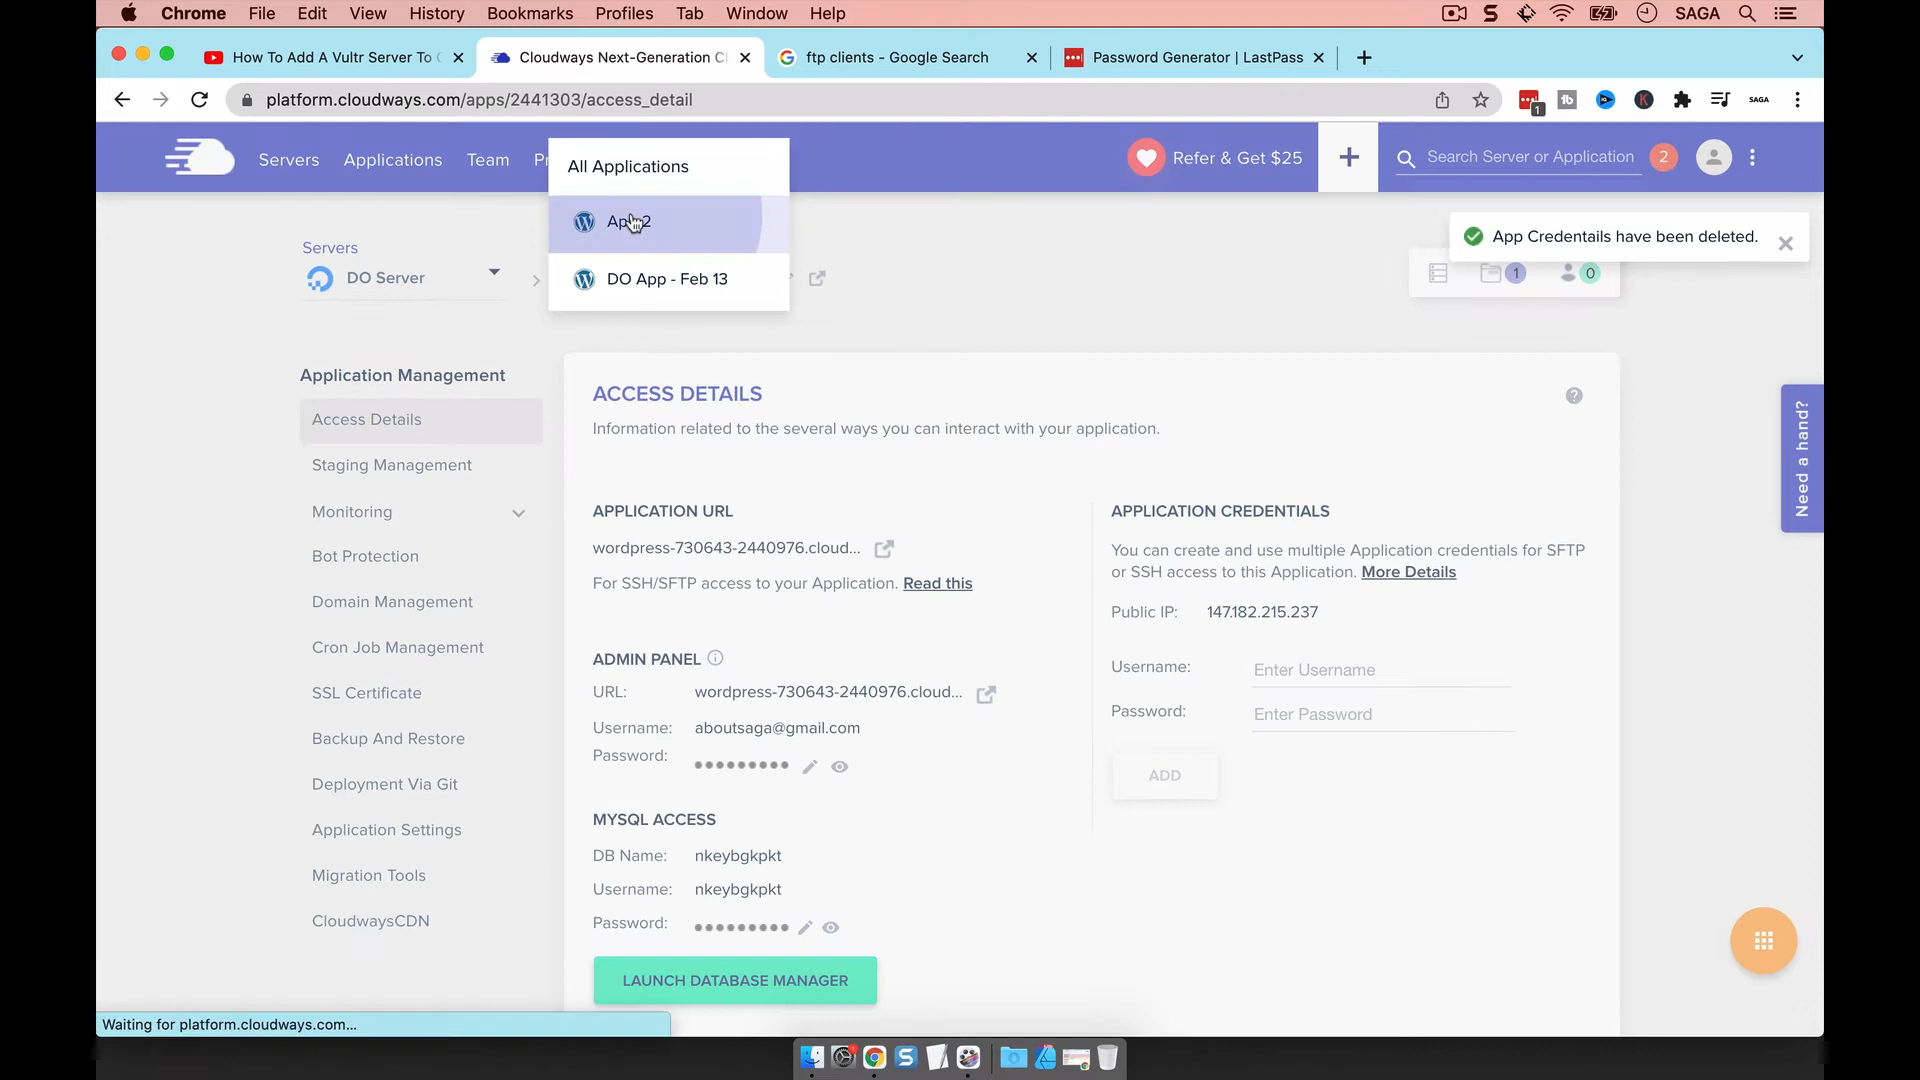 Chrome File Edit View History Bookmarks Profiles Tab Window Help SAGA
How To Add A Vultr Server To
Cloudways Next-Generation Cl
ftp clients - Google Search
Password Generator | LastPass
platform.cloudways.com/apps/2441303/access_detail
1
SAGA
Servers Applications Team
All Applications
Refer & Get $25
Search Server or Application
2
DO App - Feb 13
App Credentails have been deleted.
Servers
DO Server
1
0
Application Management
Access Details
Staging Management
Monitoring
Bot Protection
Domain Management
Cron Job Management
SSL Certificate
Backup And Restore
Deployment Via Git
Application Settings
Migration Tools
CloudwaysCDN
ACCESS DETAILS
Information related to the several ways you can interact with your application.
APPLICATION URL
wordpress-730643-2440976.cloud...
For SSH/SFTP access to your Application. Read this
ADMIN PANEL
URL: wordpress-730643-2440976.cloud...
Username: aboutsaga@gmail.com
Password:
MYSQL ACCESS
DB Name: nkeybgkpkt
Username: nkeybgkpkt
Password:
LAUNCH DATABASE MANAGER
APPLICATION CREDENTIALS
You can create and use multiple Application credentials for SFTP
or SSH access to this Application. More Details
Public IP: 147.182.215.237
Username: Enter Username
Password: Enter Password
ADD
Need a hand?
Waiting for platform.cloudways.com...